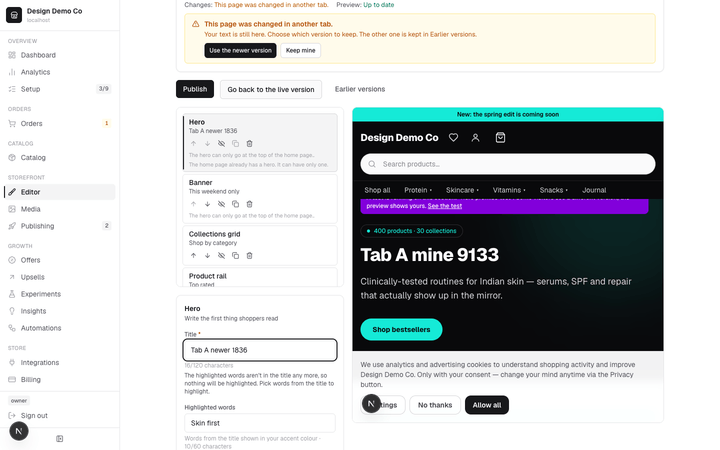 Design Demo Co
localhost
OVERVIEW
Dashboard
Analytics
Setup 3/9
ORDERS
Orders 1
CATALOG
Catalog
STOREFRONT
Editor
Media
Publishing 2
GROWTH
Offers
Upsells
Experiments
Insights
Automations
STORE
Integrations
Billing
owner
Sign out
N
Changes: This page was changed in another tab. Preview: Up to date
This page was changed in another tab.
Your text is still here. Choose which version to keep. The other one is kept in Earlier versions.
Use the newer version Keep mine
Publish Go back to the live version Earlier versions
Hero
Tab A newer 1836
The hero can only go at the top of the home page.
The home page already has a hero. It can have only one.
Banner
This weekend only
The hero can only go at the top of the home page.
Collections grid
Shop by category
Product rail
Top rated
Hero
Write the first thing shoppers read
Title *
Tab A newer 1836
16/120 characters
The highlighted words aren't in the title any more, so
nothing will be highlighted. Pick words from the title to
highlight.
Highlighted words
Skin first
Words from the title shown in your accent colour ·
10/60 characters
New: the spring edit is coming soon
Design Demo Co
Search products...
Shop all Protein Skincare Vitamins Snacks Journal
preview shows yours. See the test
400 products · 30 collections
Tab A mine 9133
Clinically-tested routines for Indian skin — serums, SPF and repair
that actually show up in the mirror.
Shop bestsellers
We use analytics and advertising cookies to understand shopping activity and improve
Design Demo Co. Only with your consent — change your mind anytime via the Privacy
button.
N
No thanks Allow all